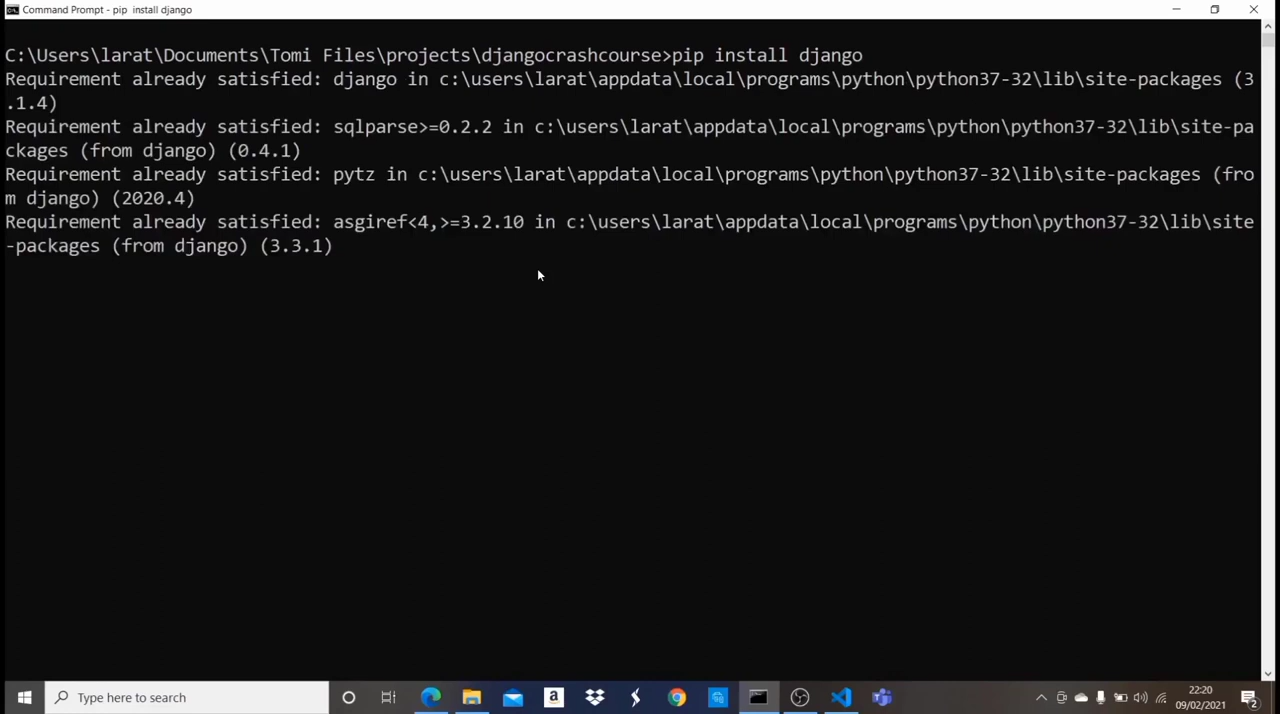 Command Prompt - pip  install django
C:\Users\larat\Documents\Tomi Files\projects\djangocrashcourse>pip install django
Requirement already satisfied: django in c:\users\larat\appdata\local\programs\python\python37-32\lib\site-packages (3
.1.4)
Requirement already satisfied: sqlparse>=0.2.2 in c:\users\larat\appdata\local\programs\python\python37-32\lib\site-pa
ckages (from django) (0.4.1)
Requirement already satisfied: pytz in c:\users\larat\appdata\local\programs\python\python37-32\lib\site-packages (fro
m django) (2020.4)
Requirement already satisfied: asgiref<4,>=3.2.10 in c:\users\larat\appdata\local\programs\python\python37-32\lib\site
-packages (from django) (3.3.1)
Type here to search
22:20
09/02/2021
2